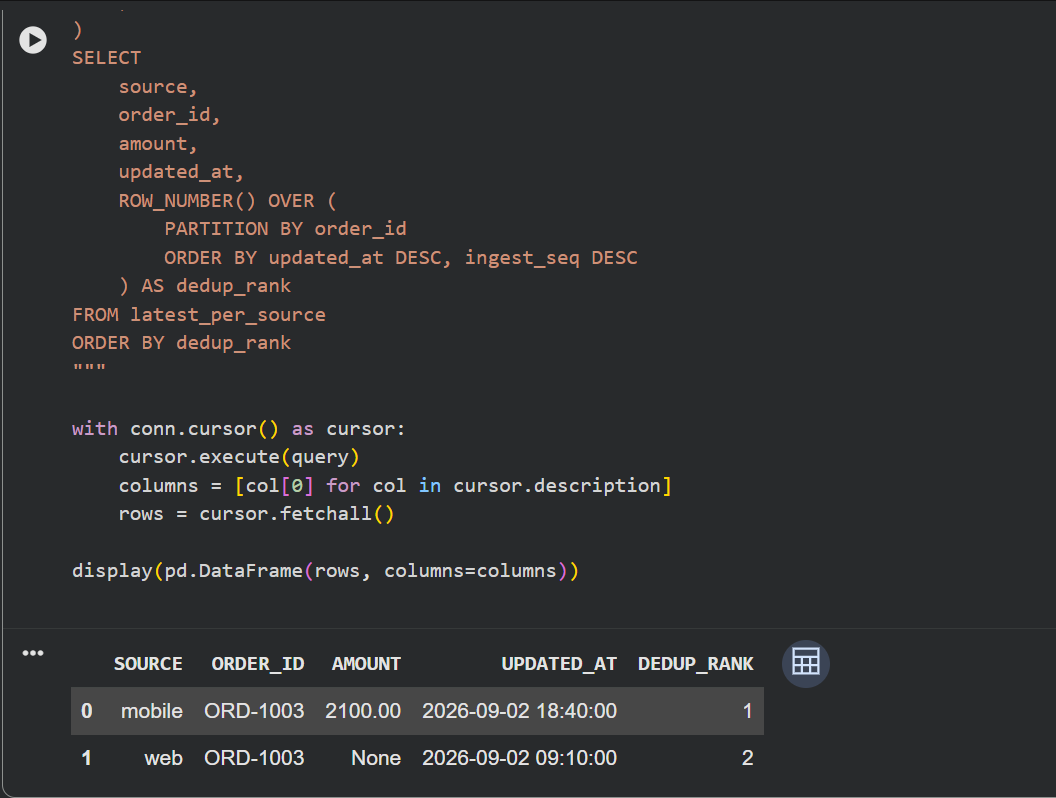 )
SELECT
    source,
    order_id,
    amount,
    updated_at,
    ROW_NUMBER() OVER (
        PARTITION BY order_id
        ORDER BY updated_at DESC, ingest_seq DESC
    ) AS dedup_rank
FROM latest_per_source
ORDER BY dedup_rank
"""
with conn.cursor() as cursor:
    cursor.execute(query)
    columns = [col[0] for col in cursor.description]
    rows = cursor.fetchall()
display(pd.DataFrame(rows, columns=columns))
SOURCE ORDER_ID AMOUNT UPDATED_AT DEDUP_RANK
0 mobile ORD-1003 2100.00 2026-09-02 18:40:00 1
1 web ORD-1003 None 2026-09-02 09:10:00 2